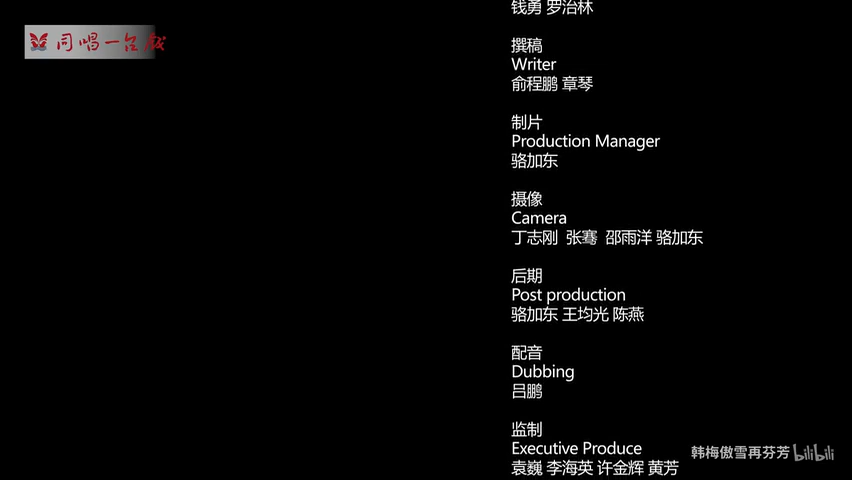 同唱一台戏
钱勇 罗治林
撰稿
Writer
俞程鹏 章琴
制片
Production Manager
骆加东
摄像
Camera
丁志刚 张骞 邵雨洋 骆加东
后期
Post production
骆加东 王均光 陈燕
配音
Dubbing
吕鹏
监制
Executive Produce
袁巍 李海英 许金辉 黄芳
韩梅傲雪再芬芳 bilibili